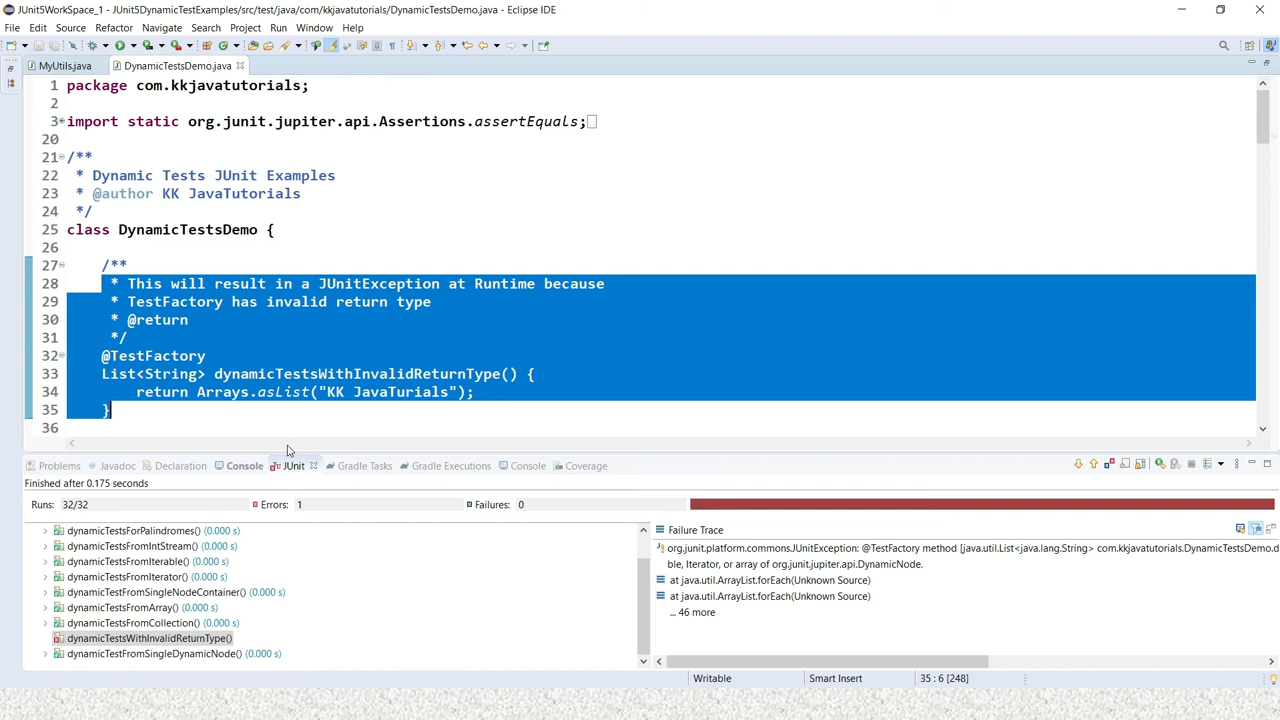 JUnit5WorkSpace_1 - JUnit5DynamicTestExamples/src/test/java/com/kkjavatutorials/DynamicTestsDemo.java - Eclipse IDE
File Edit Source Refactor Navigate Search Project Run Window Help
MyUtils.java DynamicTestsDemo.java
1 package com.kkjavatutorials;
2
3 import static org.junit.jupiter.api.Assertions.assertEquals;
20
21 /**
22 * Dynamic Tests JUnit Examples
23 * @author KK JavaTutorials
24 */
25 class DynamicTestsDemo {
26
27 /**
28 * This will result in a JUnitException at Runtime because
29 * TestFactory has invalid return type
30 * @return
31 */
32 @TestFactory
33 List<String> dynamicTestsWithInvalidReturnType() {
34 return Arrays.asList("KK JavaTurials");
35 }
36
Problems Javadoc Declaration Console JUnit Gradle Tasks Gradle Executions Console Coverage
Finished after 0.175 seconds
Runs: 32/32 Errors: 1 Failures: 0
dynamicTestsForPalindromes() (0.000 s)
dynamicTestsFromIntStream() (0.000 s)
dynamicTestsFromIterable() (0.000 s)
dynamicTestsFromIterator() (0.000 s)
dynamicTestFromSingleNodeContainer() (0.000 s)
dynamicTestsFromArray() (0.000 s)
dynamicTestsFromCollection() (0.000 s)
dynamicTestsWithInvalidReturnType()
dynamicTestFromSingleDynamicNode() (0.000 s)
Failure Trace
org.junit.platform.commons.JUnitException: @TestFactory method [java.util.List<java.lang.String> com.kkjavatutorials.DynamicTestsDemo.d
ble, Iterator, or array of org.junit.jupiter.api.DynamicNode.
at java.util.ArrayList.forEach(Unknown Source)
at java.util.ArrayList.forEach(Unknown Source)
... 46 more
Writable Smart Insert 35 : 6 [248]